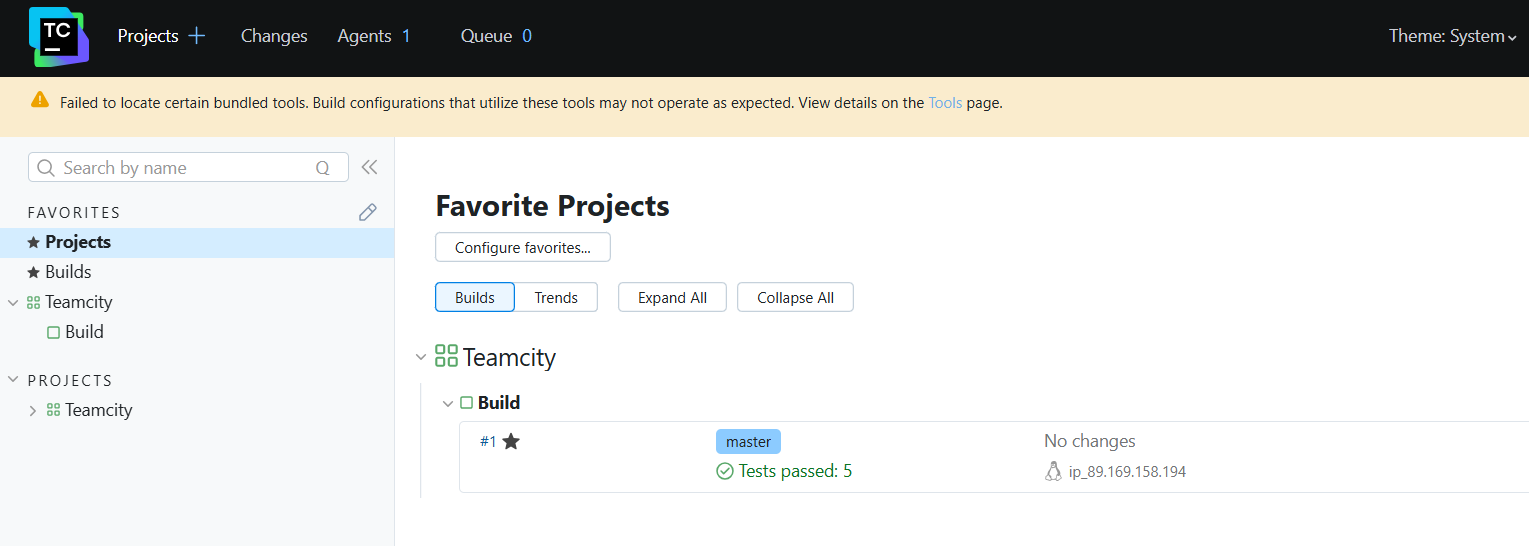 TC
Projects
Changes
Agents 1
Queue 0
Theme: System
Failed to locate certain bundled tools. Build configurations that utilize these tools may not operate as expected. View details on the Tools page.
Search by name Q
FAVORITES
Projects
Builds
Teamcity
Build
PROJECTS
Teamcity
Favorite Projects
Configure favorites...
Builds Trends Expand All Collapse All
Teamcity
Build
#1 master No changes
Tests passed: 5 ip_89.169.158.194